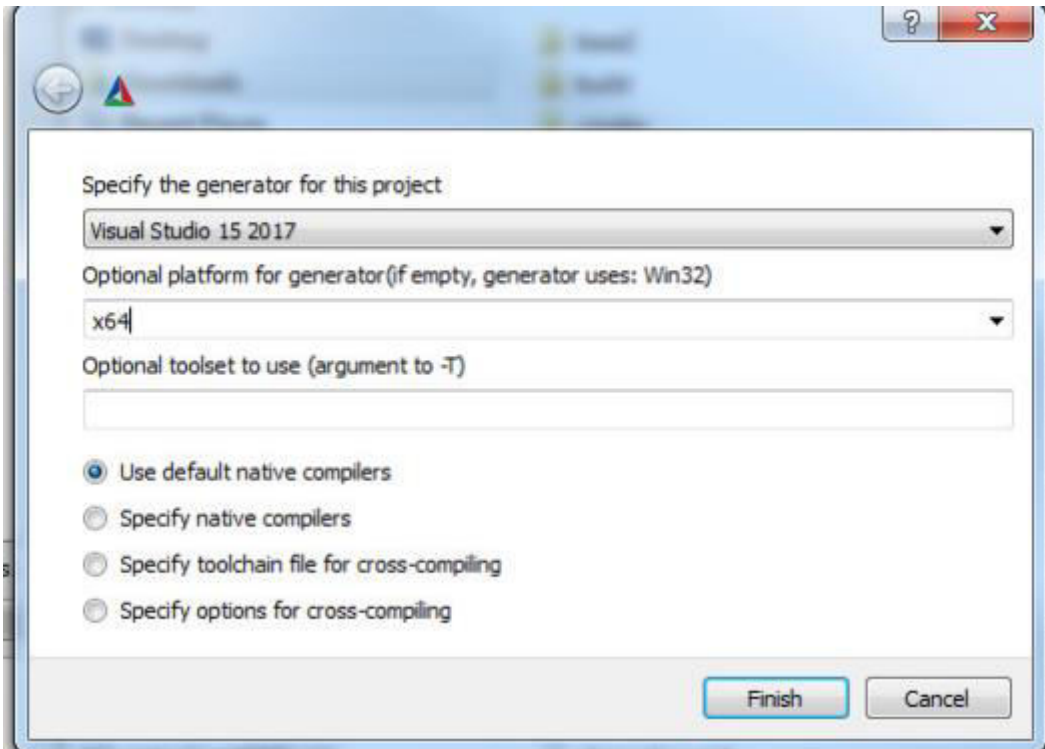 Specify the generator for this project
Visual Studio 15 2017
Optional platform for generator(if empty, generator uses: Win32)
x64
Optional toolset to use (argument to -T)
Use default native compilers
Specify native compilers
Specify toolchain file for cross-compiling
Specify options for cross-compiling
Finish
Cancel